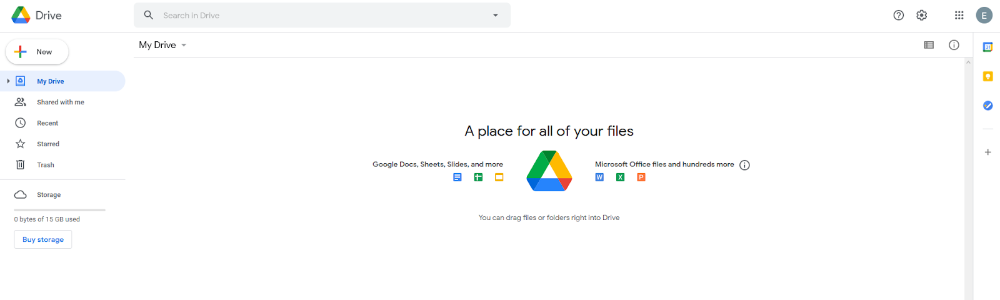 Drive
Search in Drive
E
New
My Drive
31
My Drive
Shared with me
Recent
Starred
Trash
Storage
0 bytes of 15 GB used
Buy storage
A place for all of your files
Google Docs, Sheets, Slides, and more
Microsoft Office files and hundreds more
W X P
You can drag files or folders right into Drive